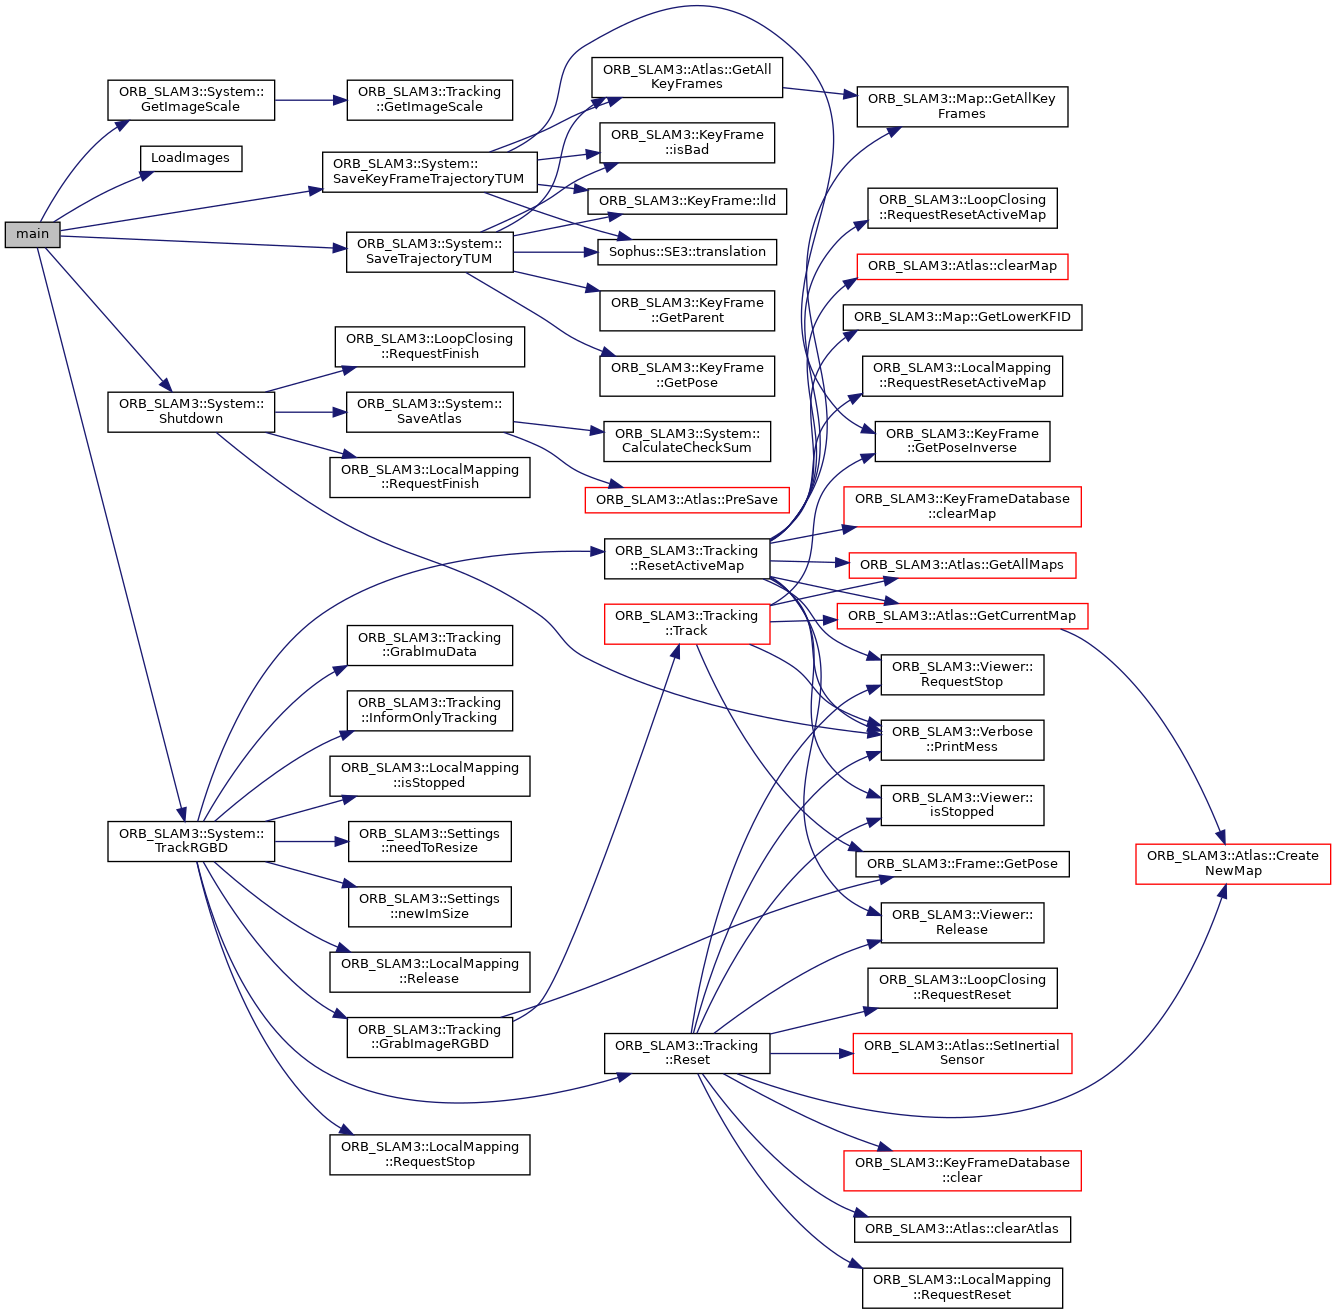 main
ORB_SLAM3::System::
GetImageScale
LoadImages
ORB_SLAM3::System::
SaveKeyFrameTrajectoryTUM
ORB_SLAM3::System::
SaveTrajectoryTUM
ORB_SLAM3::System::
Shutdown
ORB_SLAM3::System::
TrackRGBD
ORB_SLAM3::Tracking
::GetImageScale
ORB_SLAM3::LoopClosing
::RequestFinish
ORB_SLAM3::System::
SaveAtlas
ORB_SLAM3::LocalMapping
::RequestFinish
ORB_SLAM3::Tracking
::GrabImuData
ORB_SLAM3::Tracking
::InformOnlyTracking
ORB_SLAM3::LocalMapping
::isStopped
ORB_SLAM3::Settings
::needToResize
ORB_SLAM3::Settings
::newImSize
ORB_SLAM3::LocalMapping
::Release
ORB_SLAM3::Tracking
::GrabImageRGBD
ORB_SLAM3::LocalMapping
::RequestStop
ORB_SLAM3::Atlas::GetAll
KeyFrames
ORB_SLAM3::KeyFrame
::isBad
ORB_SLAM3::KeyFrame::lId
Sophus::SE3::translation
ORB_SLAM3::KeyFrame
::GetParent
ORB_SLAM3::KeyFrame
::GetPose
ORB_SLAM3::System::
CalculateCheckSum
ORB_SLAM3::Atlas::PreSave
ORB_SLAM3::Tracking
::ResetActiveMap
ORB_SLAM3::Tracking
::Track
ORB_SLAM3::Tracking
::Reset
ORB_SLAM3::Map::GetAllKey
Frames
ORB_SLAM3::LoopClosing
::RequestResetActiveMap
ORB_SLAM3::Atlas::clearMap
ORB_SLAM3::Map::GetLowerKFID
ORB_SLAM3::LocalMapping
::RequestResetActiveMap
ORB_SLAM3::KeyFrame
::GetPoseInverse
ORB_SLAM3::KeyFrameDatabase
::clearMap
ORB_SLAM3::Atlas::GetAllMaps
ORB_SLAM3::Atlas::GetCurrentMap
ORB_SLAM3::Viewer::
RequestStop
ORB_SLAM3::Verbose
::PrintMess
ORB_SLAM3::Viewer::
isStopped
ORB_SLAM3::Frame::GetPose
ORB_SLAM3::Viewer::
Release
ORB_SLAM3::LoopClosing
::RequestReset
ORB_SLAM3::Atlas::SetInertial
Sensor
ORB_SLAM3::KeyFrameDatabase
::clear
ORB_SLAM3::Atlas::clearAtlas
ORB_SLAM3::LocalMapping
::RequestReset
ORB_SLAM3::Atlas::Create
NewMap